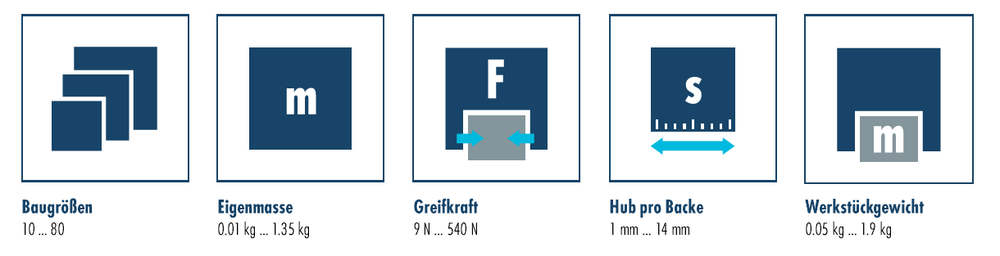 m
F
s
m
Baugrößen
10 ... 80
Eigenmasse
0.01 kg ... 1.35 kg
Greifkraft
9 N ... 540 N
Hub pro Backe
1 mm ... 14 mm
Werkstückgewicht
0.05 kg ... 1.9 kg